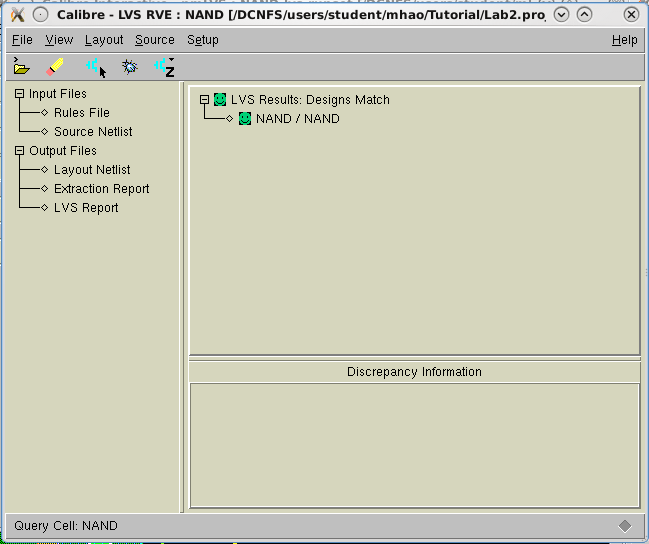 Calibre - LVS RVE : NAND [/DCNFS/users/student/mhao/Tutorial/Lab2.proj
File View Layout Source Setup Help
Z
Input Files
Rules File
Source Netlist
Output Files
Layout Netlist
Extraction Report
LVS Report
LVS Results: Designs Match
NAND / NAND
Discrepancy Information
Query Cell: NAND